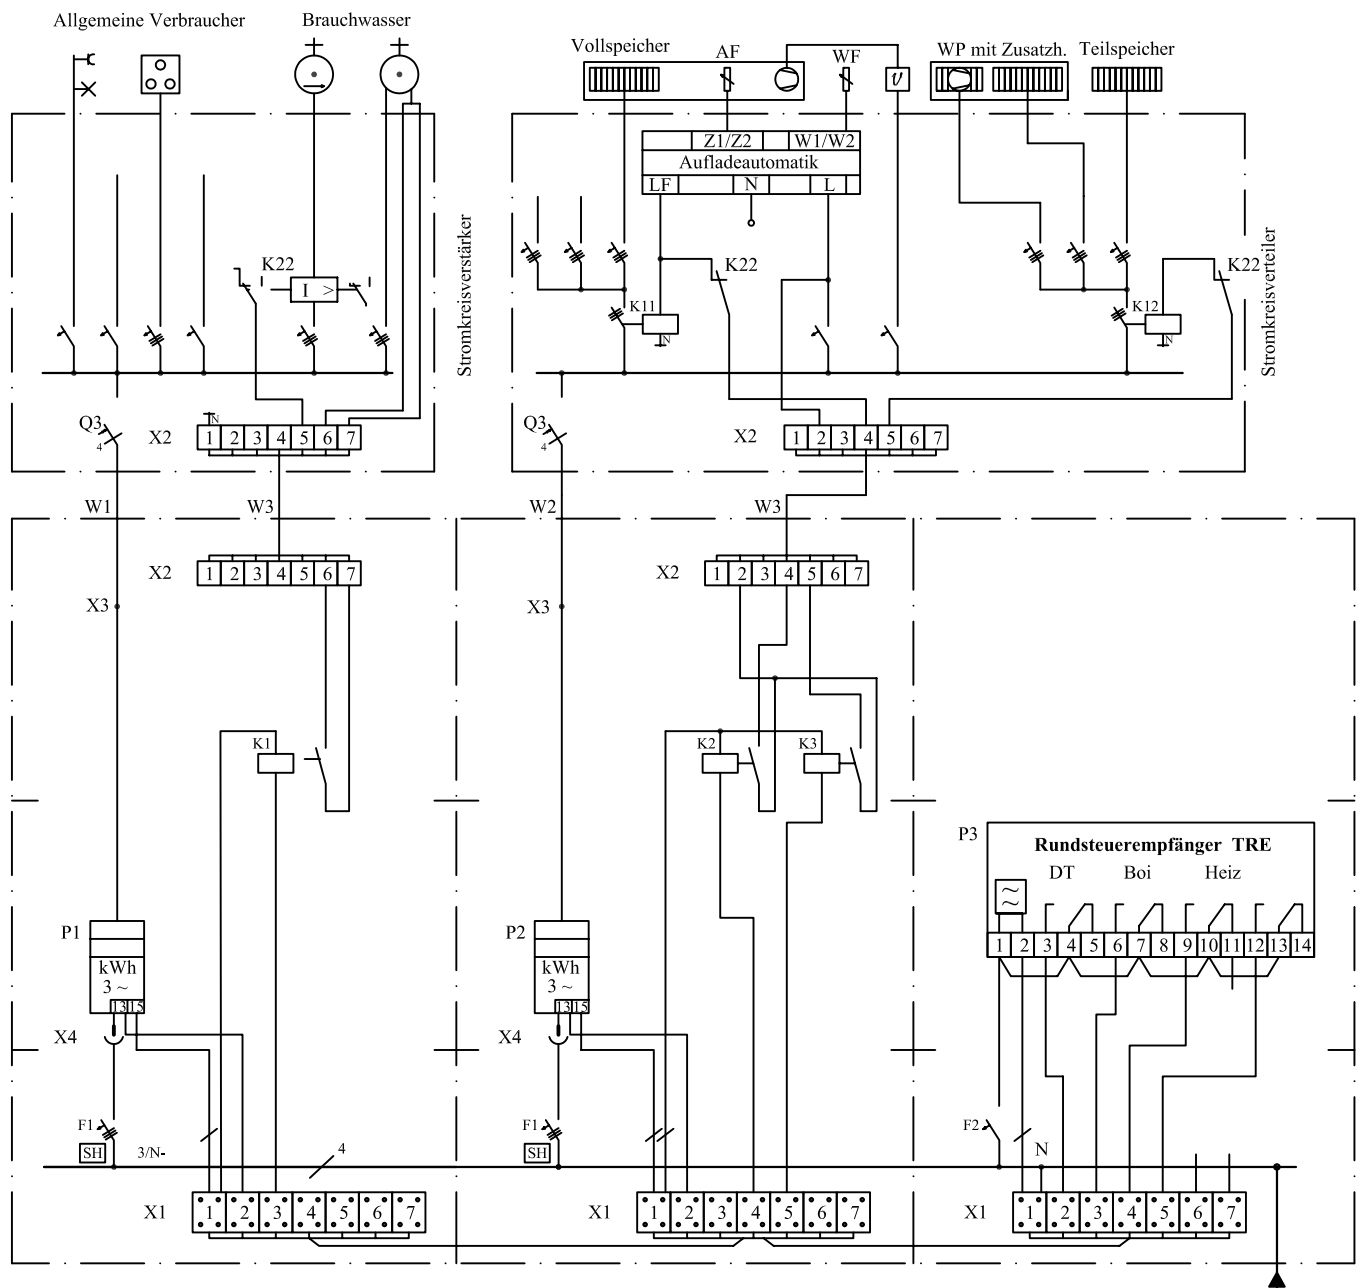 Allgemeine Verbraucher
Brauchwasser
Vollspeicher
AF
WF
WP mit Zusatzh.
Teilspeicher
υ
Z1/Z2
W1/W2
Aufladeautomatik
LF
N
L
Stromkreisverstärker
Stromkreisverteiler
K22
I >
K22
K22
K11
N
K12
N
Q3
4
X2
N
1 2 3 4 5 6 7
Q3
4
X2
1 2 3 4 5 6 7
W1
W3
W2
W3
X2
1 2 3 4 5 6 7
X2
1 2 3 4 5 6 7
X3
X3
K1
K2
K3
P3
Rundsteuerempfänger TRE
DT
Boi
Heiz
~
~
1 2 3 4 5 6 7 8 9 10 11 12 13 14
P1
kWh
3 ~
13 15
P2
kWh
3 ~
13 15
X4
X4
F1
SH
3/N-
4
F1
SH
F2
N
X1
1 2 3 4 5 6 7
X1
1 2 3 4 5 6 7
X1
1 2 3 4 5 6 7